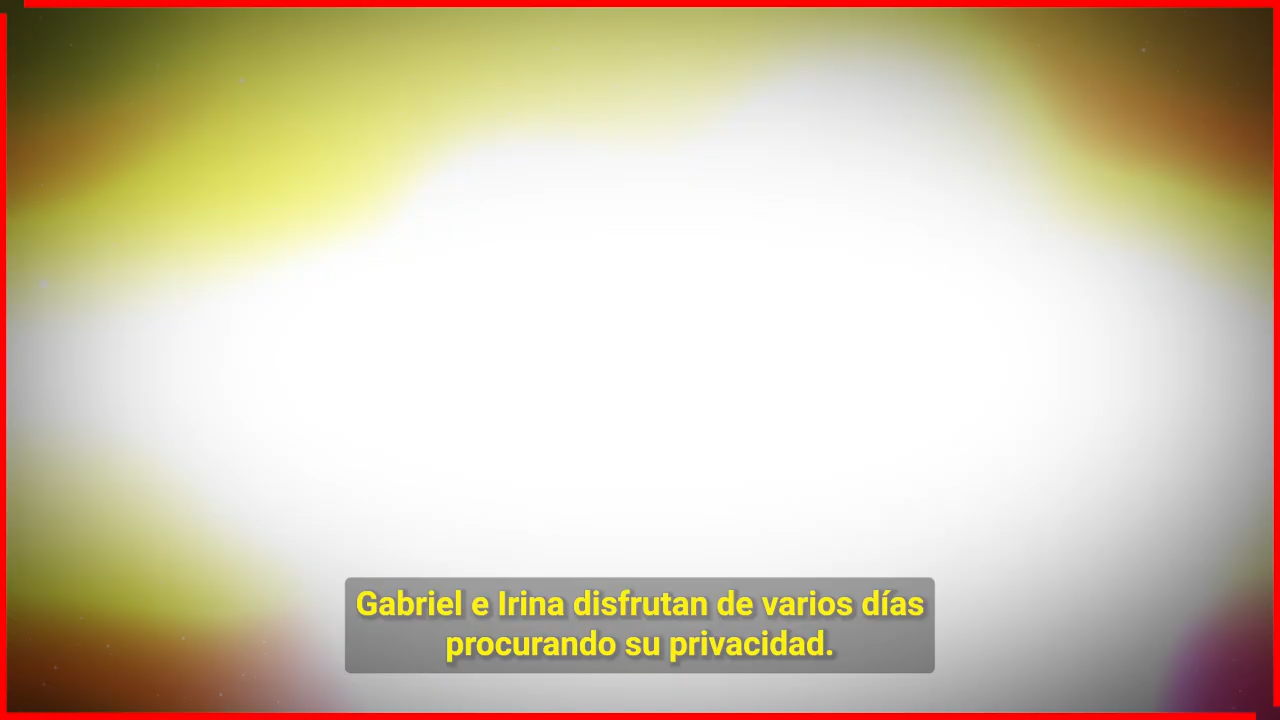 Gabriel e Irina disfrutan de varios días
procurando su privacidad.